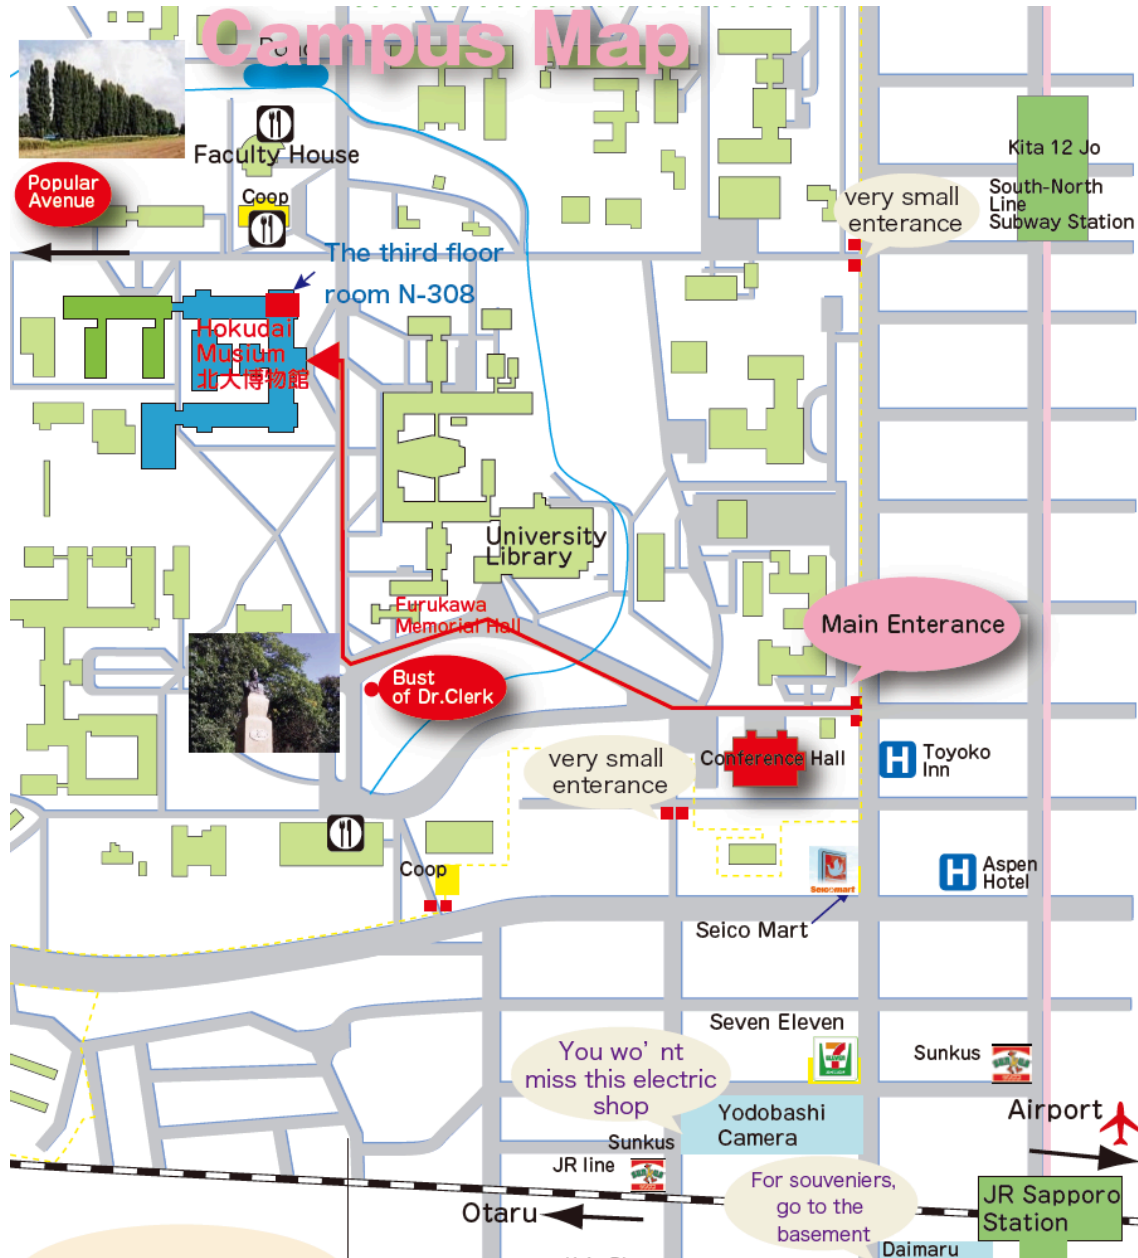 Campus Map
Pond
Faculty House
Popular
Avenue
Coop
very small
enterance
Kita 12 Jo
South-North
Line
Subway Station
The third floor
room N-308
Hokudai
Musium
北大博物館
University
Library
Furukawa
Memorial Hall
Main Enterance
Bust
of Dr.Clerk
very small
enterance
Conference Hall
H
Toyoko
Inn
Coop
H
Aspen
Hotel
Seicomart
Seico Mart
Seven Eleven
7
ELEVEN
Sunkus
You wo' nt
miss this electric
shop
Airport
Yodobashi
Camera
Sunkus
JR line
For souveniers,
go to the
basement
JR Sapporo
Station
Otaru
Daimaru